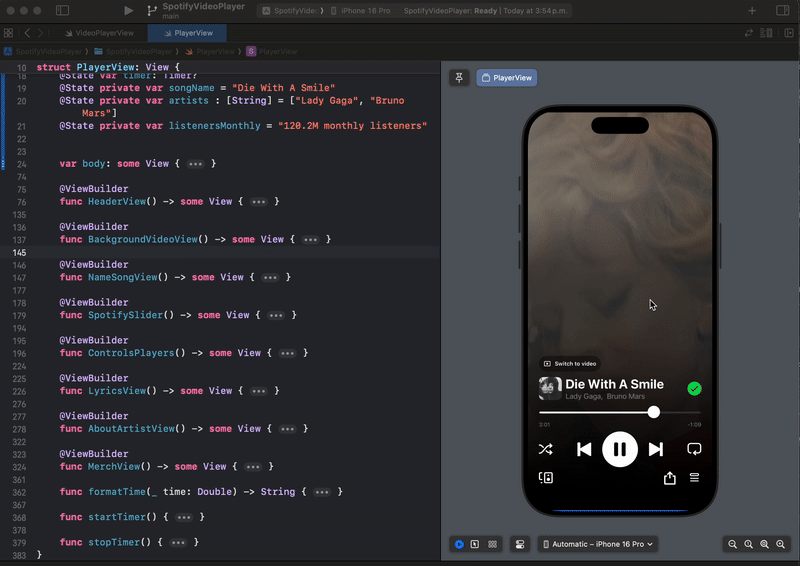 SpotifyVideoPlayer
main
SpotifyVide
iPhone 16 Pro
SpotifyVideoPlayer: Ready | Today at 3:54 p.m.
VideoPlayerView
PlayerView
SpotifyVideoPlayer
SpotifyVideoPlayer
PlayerView
S PlayerView
10 struct PlayerView: View {
18 @State var timer: Timer?
19 @State private var songName = "Die With A Smile"
20 @State private var artists : [String] = ["Lady Gaga", "Bruno
Mars"]
21 @State private var listenersMonthly = "120.2M monthly listeners"
22
23
24 var body: some View { ••• }
74
75 @ViewBuilder
76 func HeaderView() -> some View { ••• }
135
136 @ViewBuilder
137 func BackgroundVideoView() -> some View { ••• }
145
146 @ViewBuilder
147 func NameSongView() -> some View { ••• }
177
178 @ViewBuilder
179 func SpotifySlider() -> some View { ••• }
194
195 @ViewBuilder
196 func ControlsPlayers() -> some View { ••• }
224
225 @ViewBuilder
226 func LyricsView() -> some View { ••• }
276
277 @ViewBuilder
278 func AboutArtistView() -> some View { ••• }
322
323 @ViewBuilder
324 func MerchView() -> some View { ••• }
361
362 func formatTime(_ time: Double) -> String { ••• }
367
368 func startTimer() { ••• }
378
379 func stopTimer() { ••• }
383 }
PlayerView
Switch to video
Die With A Smile
Lady Gaga, Bruno Mars
3:01
-1:09
Automatic – iPhone 16 Pro